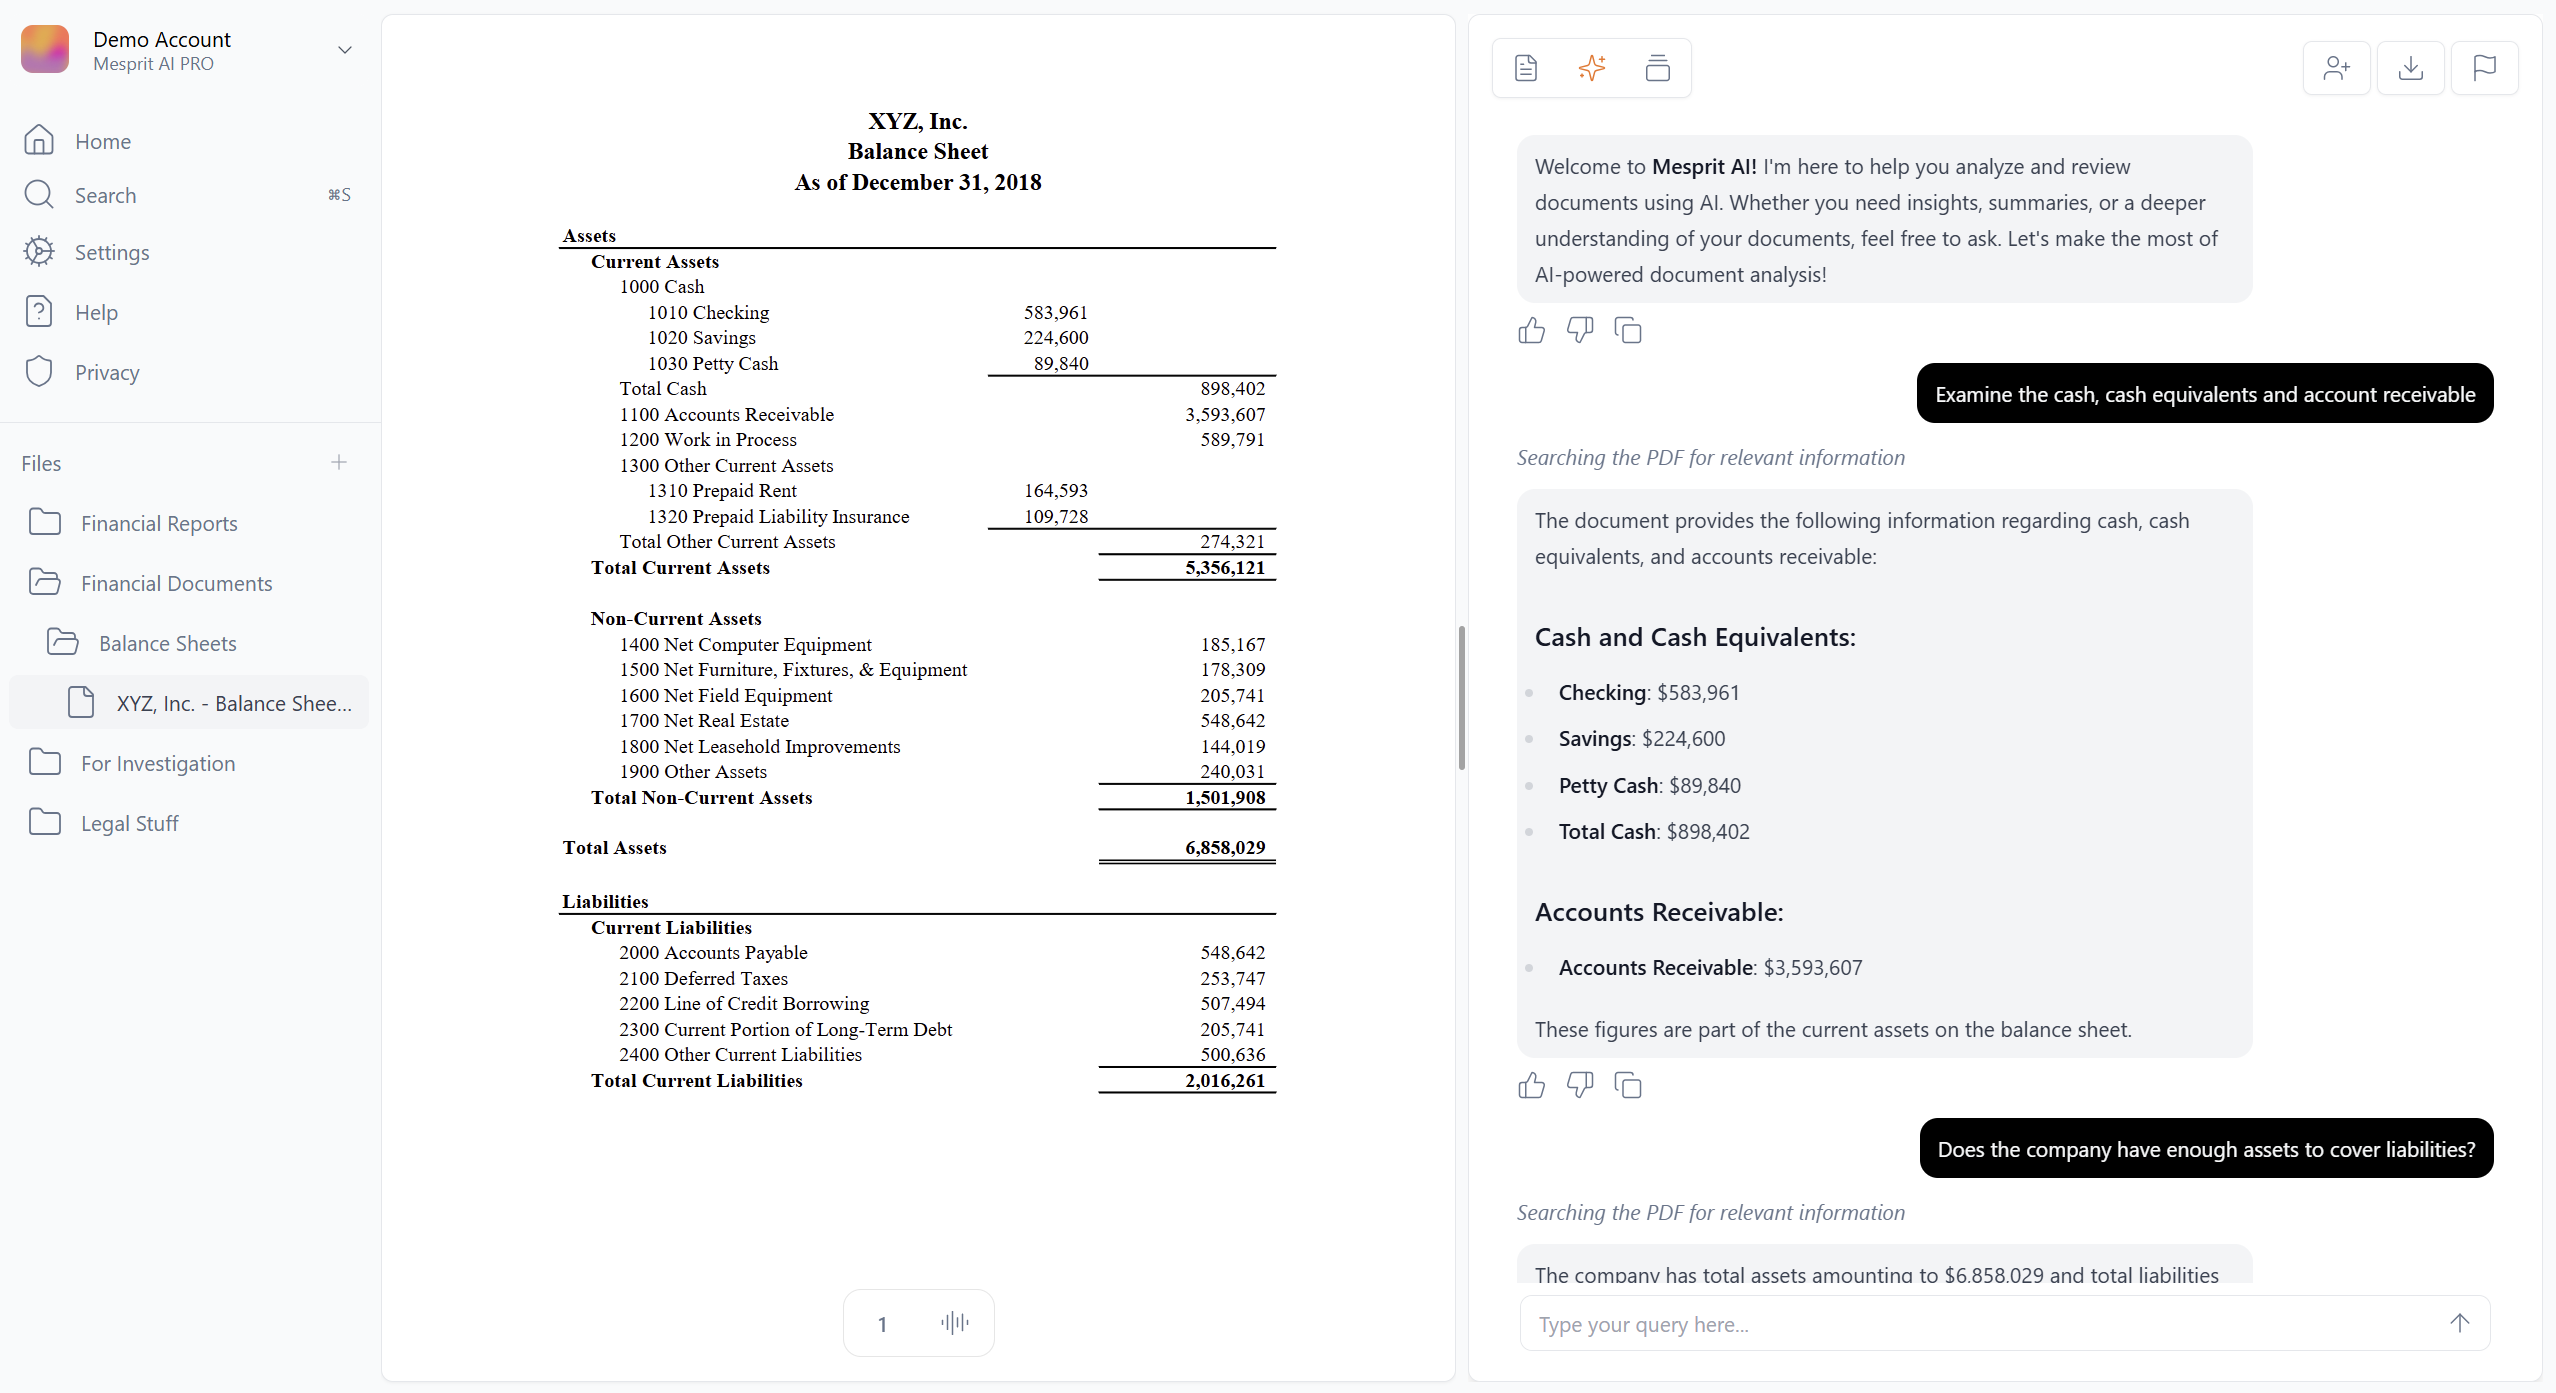 Demo Account
Mesprit AI PRO
Home
Search ⌘S
Settings
Help
Privacy
Files
Financial Reports
Financial Documents
Balance Sheets
XYZ, Inc. - Balance Shee...
For Investigation
Legal Stuff
XYZ, Inc.
Balance Sheet
As of December 31, 2018
Assets
Current Assets
1000 Cash
1010 Checking 583,961
1020 Savings 224,600
1030 Petty Cash 89,840
Total Cash 898,402
1100 Accounts Receivable 3,593,607
1200 Work in Process 589,791
1300 Other Current Assets
1310 Prepaid Rent 164,593
1320 Prepaid Liability Insurance 109,728
Total Other Current Assets 274,321
Total Current Assets 5,356,121
Non-Current Assets
1400 Net Computer Equipment 185,167
1500 Net Furniture, Fixtures, & Equipment 178,309
1600 Net Field Equipment 205,741
1700 Net Real Estate 548,642
1800 Net Leasehold Improvements 144,019
1900 Other Assets 240,031
Total Non-Current Assets 1,501,908
Total Assets 6,858,029
Liabilities
Current Liabilities
2000 Accounts Payable 548,642
2100 Deferred Taxes 253,747
2200 Line of Credit Borrowing 507,494
2300 Current Portion of Long-Term Debt 205,741
2400 Other Current Liabilities 500,636
Total Current Liabilities 2,016,261
1
Welcome to Mesprit AI! I'm here to help you analyze and review
documents using AI. Whether you need insights, summaries, or a deeper
understanding of your documents, feel free to ask. Let's make the most of
AI-powered document analysis!
Examine the cash, cash equivalents and account receivable
Searching the PDF for relevant information
The document provides the following information regarding cash, cash
equivalents, and accounts receivable:
Cash and Cash Equivalents:
Checking: $583,961
Savings: $224,600
Petty Cash: $89,840
Total Cash: $898,402
Accounts Receivable:
Accounts Receivable: $3,593,607
These figures are part of the current assets on the balance sheet.
Does the company have enough assets to cover liabilities?
Searching the PDF for relevant information
The company has total assets amounting to $6,858,029 and total liabilities
Type your query here...